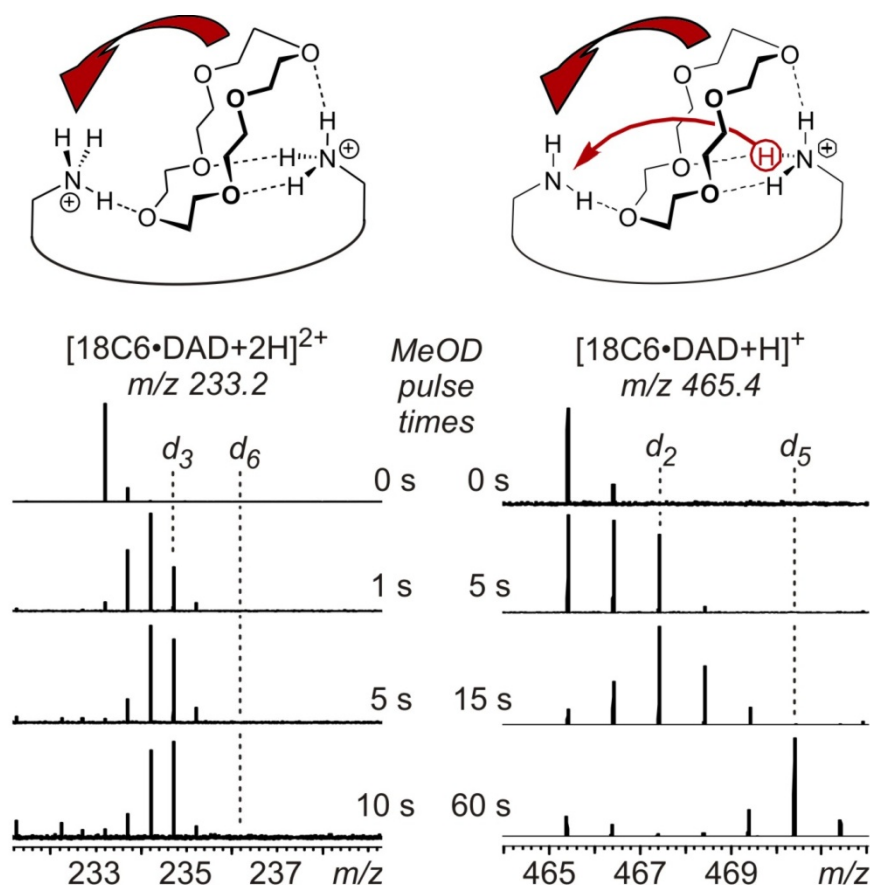 O
O
O
O
O
O
H H
N
⊕
H
H
H
H
N
⊕
O
O
O
O
O
O
H
N
H
H
H
H
N
⊕
[18C6•DAD+2H]2+
m/z 233.2
MeOD
pulse
times
[18C6•DAD+H]+
m/z 465.4
d3 d6
d2 d5
0 s 0 s
1 s 5 s
5 s 15 s
10 s 60 s
233 235 237 m/z
465 467 469 m/z